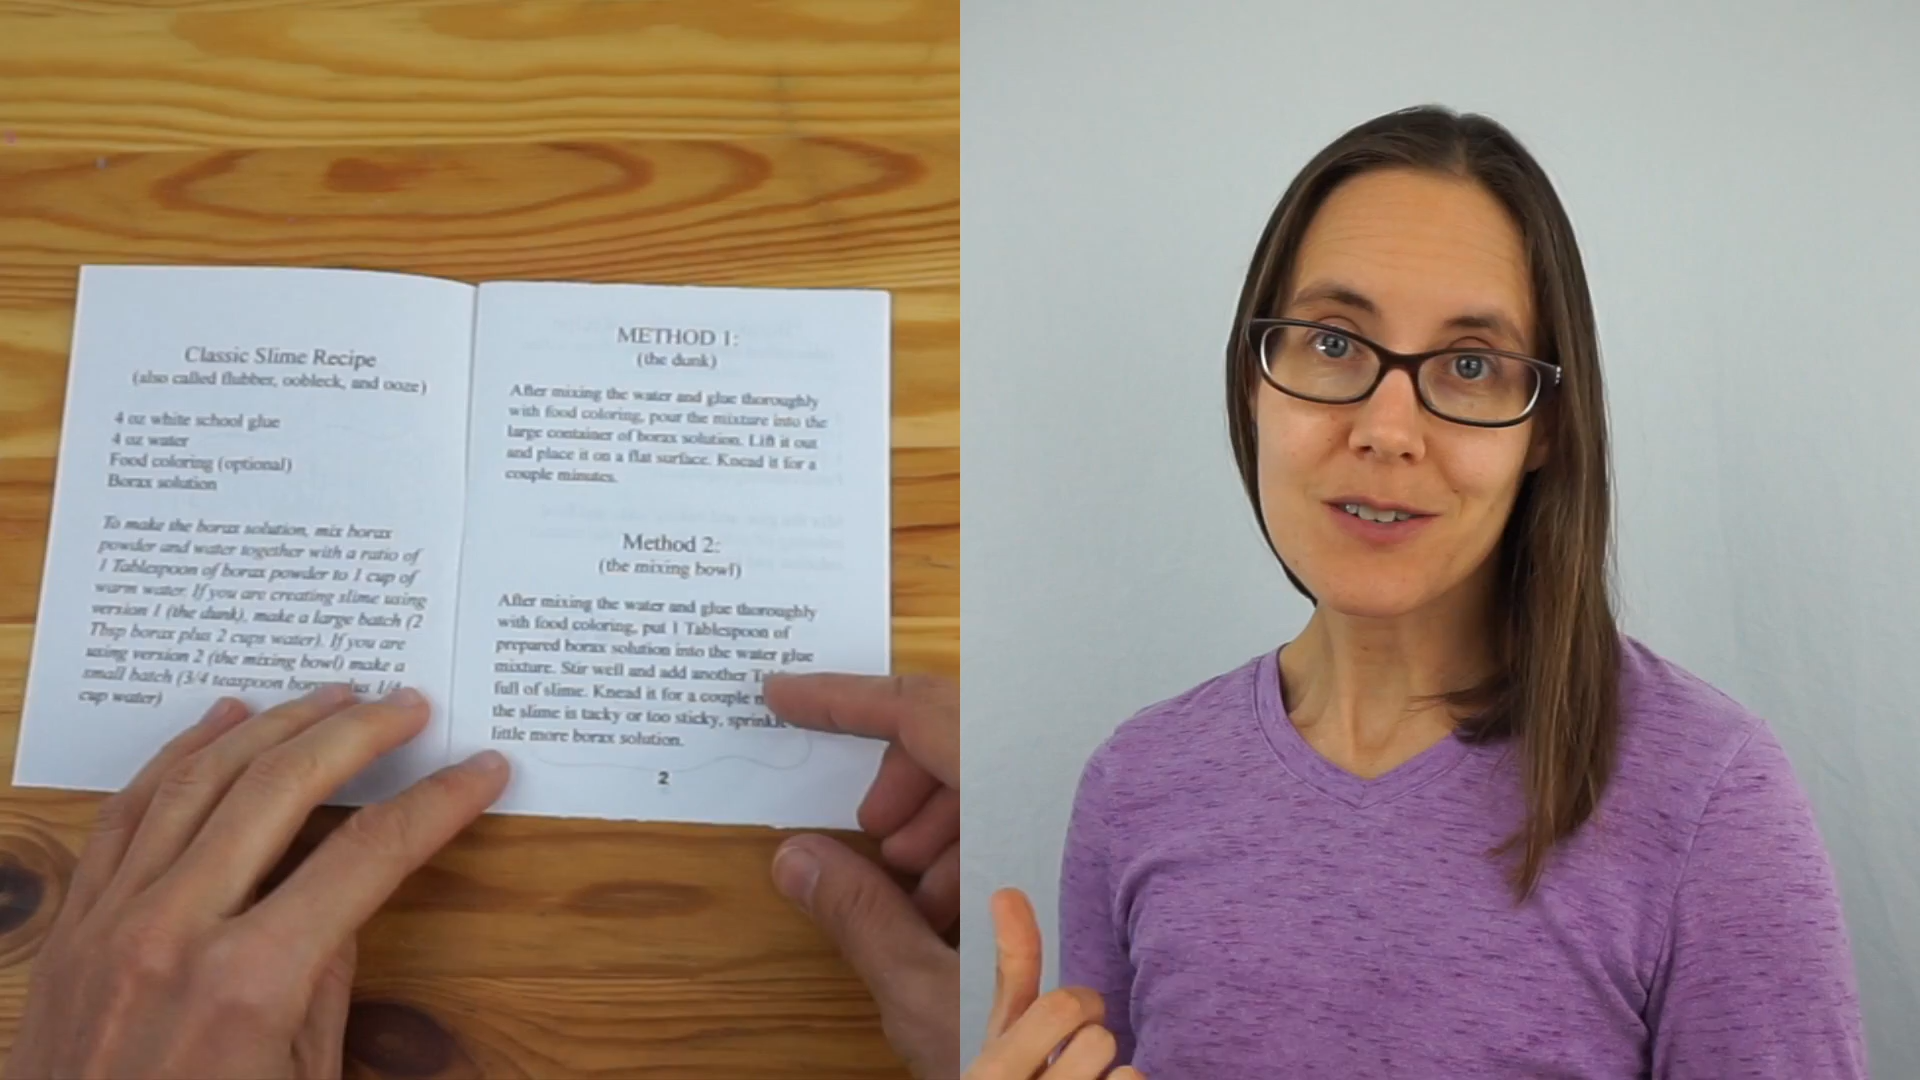 Classic Slime Recipe
(also called flubber, oobleck, and ooze)
4 oz white school glue
4 oz water
Food coloring (optional)
Borax solution
To make the borax solution, mix borax
powder and water together with a ratio of
1 Tablespoon of borax powder to 1 cup of
warm water. If you are creating slime using
version 1 (the dunk), make a large batch (2
Tbsp borax plus 2 cups water). If you are
using version 2 (the mixing bowl) make a
small batch (3/4 teaspoon borax plus 1/4
cup water)
METHOD 1:
(the dunk)
After mixing the water and glue thoroughly
with food coloring, pour the mixture into the
large container of borax solution. Lift it out
and place it on a flat surface. Knead it for a
couple minutes.
Method 2:
(the mixing bowl)
After mixing the water and glue thoroughly
with food coloring, put 1 Tablespoon of
prepared borax solution into the water glue
mixture. Stir well and add another
full of slime. Knead it for a couple
the slime is tacky or too sticky, sprinkle
little more borax solution.
2